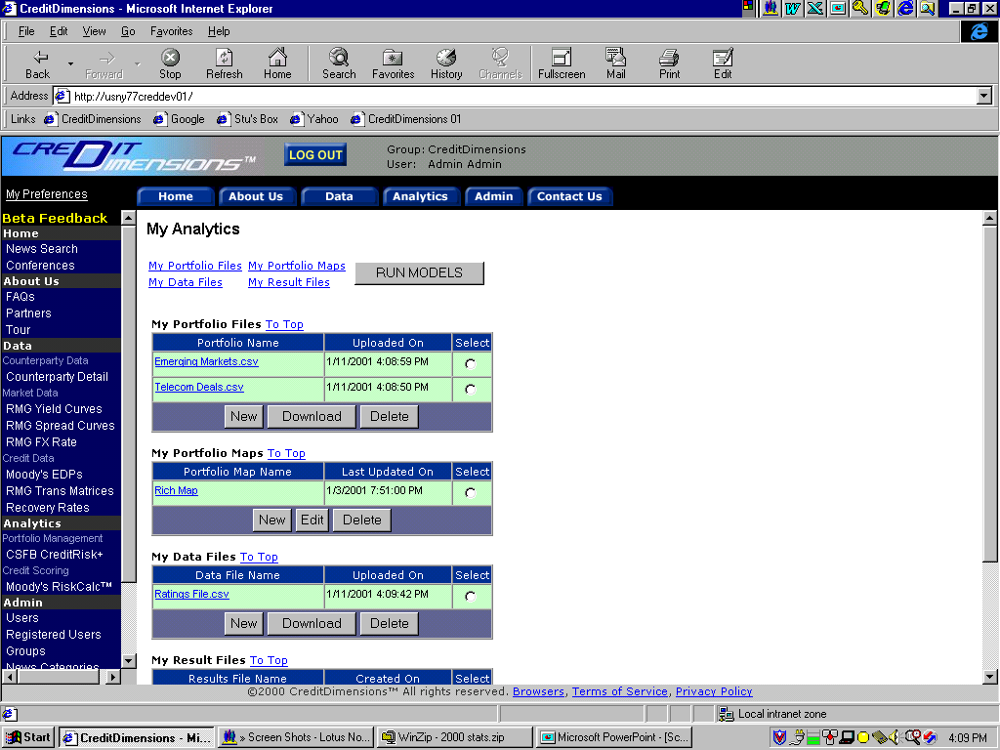 CreditDimensions - Microsoft Internet Explorer
File Edit View Go Favorites Help
Back Forward Stop Refresh Home Search Favorites History Channels Fullscreen Mail Print Edit
Address http://usny77creddev01/
Links CreditDimensions Google Stu's Box Yahoo CreditDimensions 01
CREDIT DIMENSIONS™
LOG OUT
Group: CreditDimensions
User: Admin Admin
My Preferences
Home About Us Data Analytics Admin Contact Us
Beta Feedback
Home
News Search
Conferences
About Us
FAQs
Partners
Tour
Data
Counterparty Data
Counterparty Detail
Market Data
RMG Yield Curves
RMG Spread Curves
RMG FX Rate
Credit Data
Moody's EDPs
RMG Trans Matrices
Recovery Rates
Analytics
Portfolio Management
CSFB CreditRisk+
Credit Scoring
Moody's RiskCalc™
Admin
Users
Registered Users
Groups
News Categories
My Analytics
My Portfolio Files My Portfolio Maps
My Data Files My Result Files
RUN MODELS
My Portfolio Files To Top
Portfolio Name Uploaded On Select
Emerging Markets.csv 1/11/2001 4:08:59 PM
Telecom Deals.csv 1/11/2001 4:08:50 PM
New Download Delete
My Portfolio Maps To Top
Portfolio Map Name Last Updated On Select
Rich Map 1/3/2001 7:51:00 PM
New Edit Delete
My Data Files To Top
Data File Name Uploaded On Select
Ratings File.csv 1/11/2001 4:09:42 PM
New Download Delete
My Result Files To Top
Results File Name Created On Select
©2000 CreditDimensions™ All rights reserved. Browsers, Terms of Service, Privacy Policy
Local intranet zone
Start CreditDimensions - Mi... » Screen Shots - Lotus No... WinZip - 2000 stats.zip Microsoft PowerPoint - [Sc... 4:09 PM